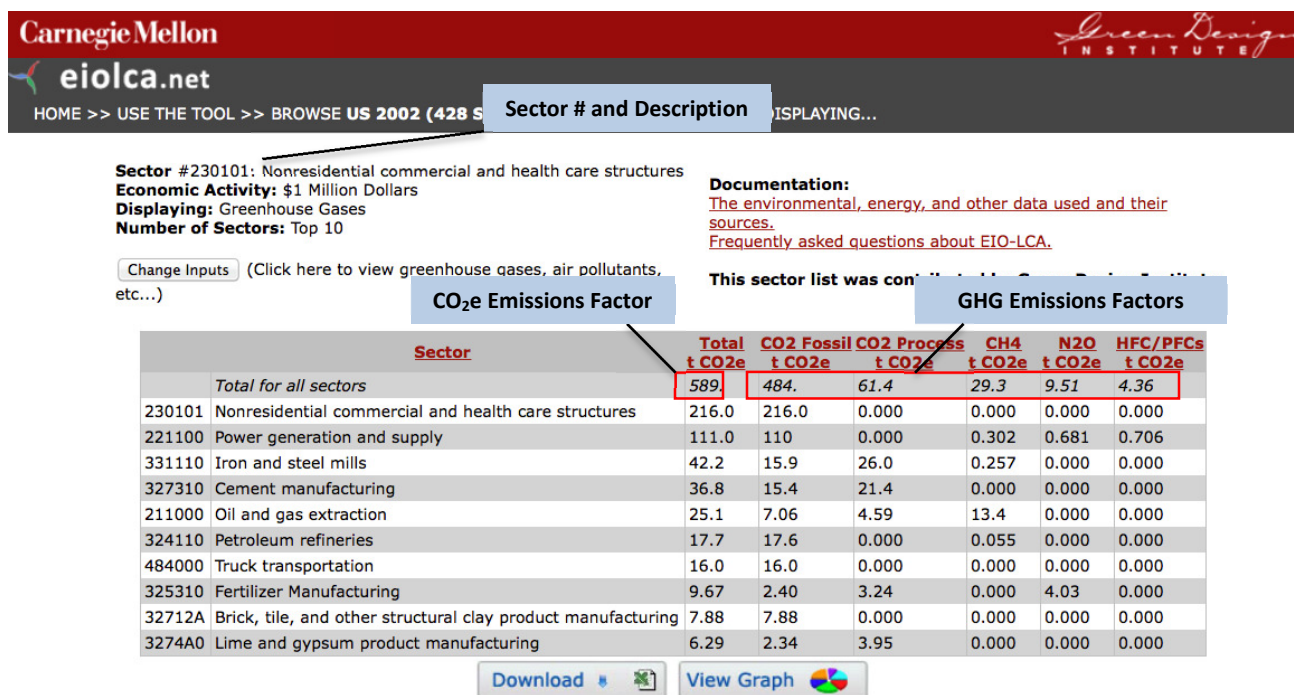 Carnegie Mellon
Green Design
INSTITUTE
eiolca.net
HOME >> USE THE TOOL >> BROWSE US 2002 (428 S
Sector # and Description
DISPLAYING...
Sector #230101: Nonresidential commercial and health care structures
Economic Activity: $1 Million Dollars
Displaying: Greenhouse Gases
Number of Sectors: Top 10
Documentation:
The environmental, energy, and other data used and their
sources.
Frequently asked questions about EIO-LCA.
Change Inputs (Click here to view greenhouse gases, air pollutants,
etc...)
This sector list was
CO₂e Emissions Factor
GHG Emissions Factors
Sector Total t CO2e CO2 Fossil t CO2e CO2 Process t CO2e CH4 t CO2e N2O t CO2e HFC/PFCs t CO2e
Total for all sectors 589. 484. 61.4 29.3 9.51 4.36
230101 Nonresidential commercial and health care structures 216.0 216.0 0.000 0.000 0.000 0.000
221100 Power generation and supply 111.0 110 0.000 0.302 0.681 0.706
331110 Iron and steel mills 42.2 15.9 26.0 0.257 0.000 0.000
327310 Cement manufacturing 36.8 15.4 21.4 0.000 0.000 0.000
211000 Oil and gas extraction 25.1 7.06 4.59 13.4 0.000 0.000
324110 Petroleum refineries 17.7 17.6 0.000 0.055 0.000 0.000
484000 Truck transportation 16.0 16.0 0.000 0.000 0.000 0.000
325310 Fertilizer Manufacturing 9.67 2.40 3.24 0.000 4.03 0.000
32712A Brick, tile, and other structural clay product manufacturing 7.88 7.88 0.000 0.000 0.000 0.000
3274A0 Lime and gypsum product manufacturing 6.29 2.34 3.95 0.000 0.000 0.000
Download View Graph